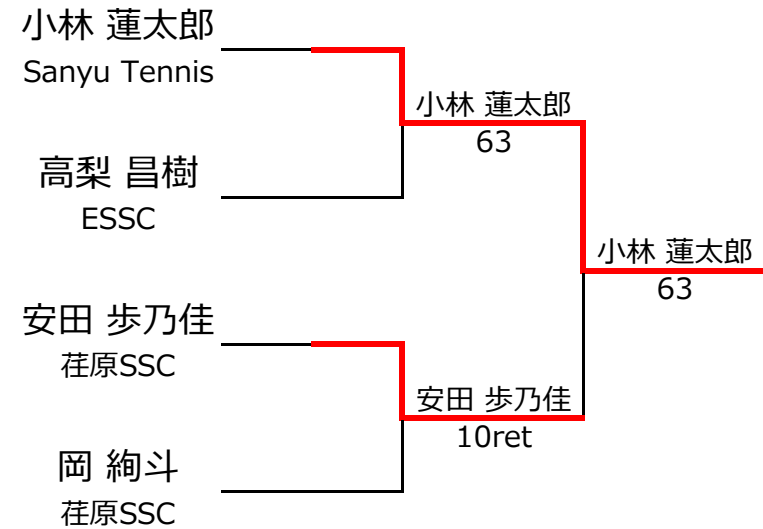 小林 蓮太郎
Sanyu Tennis
小林 蓮太郎
63
高梨 昌樹
ESSC
小林 蓮太郎
63
安田 歩乃佳
荏原SSC
安田 歩乃佳
10ret
岡 絢斗
荏原SSC